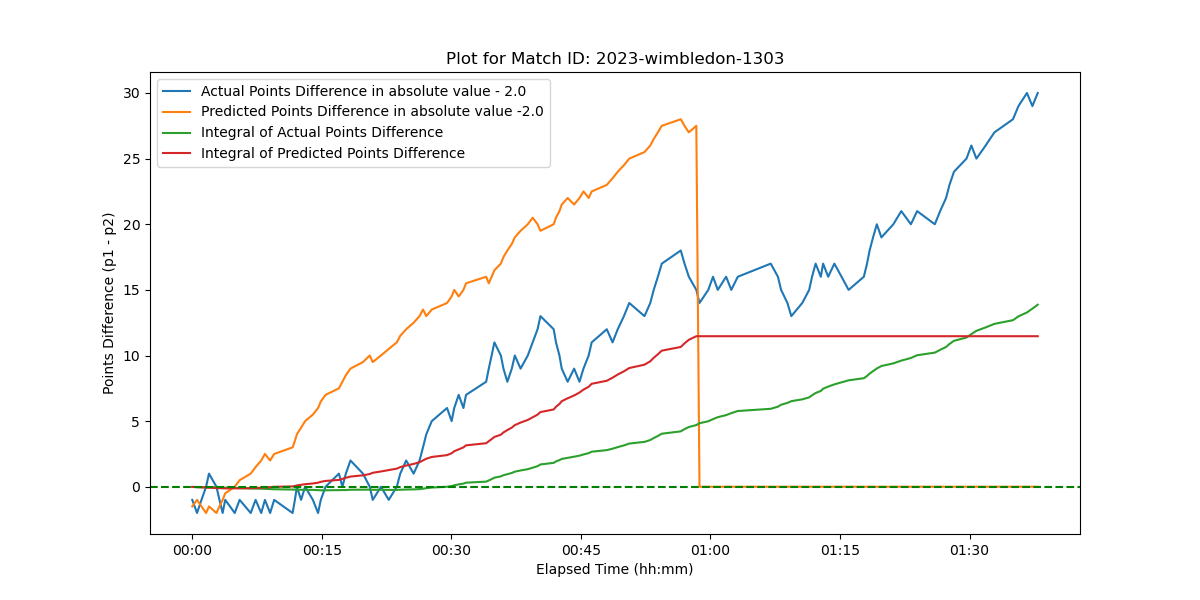 Plot for Match ID: 2023-wimbledon-1303
Actual Points Difference in absolute value - 2.0
Predicted Points Difference in absolute value -2.0
Integral of Actual Points Difference
Integral of Predicted Points Difference
Points Difference (p1 - p2)
30
25
20
15
10
5
0
00:00 00:15 00:30 00:45 01:00 01:15 01:30
Elapsed Time (hh:mm)